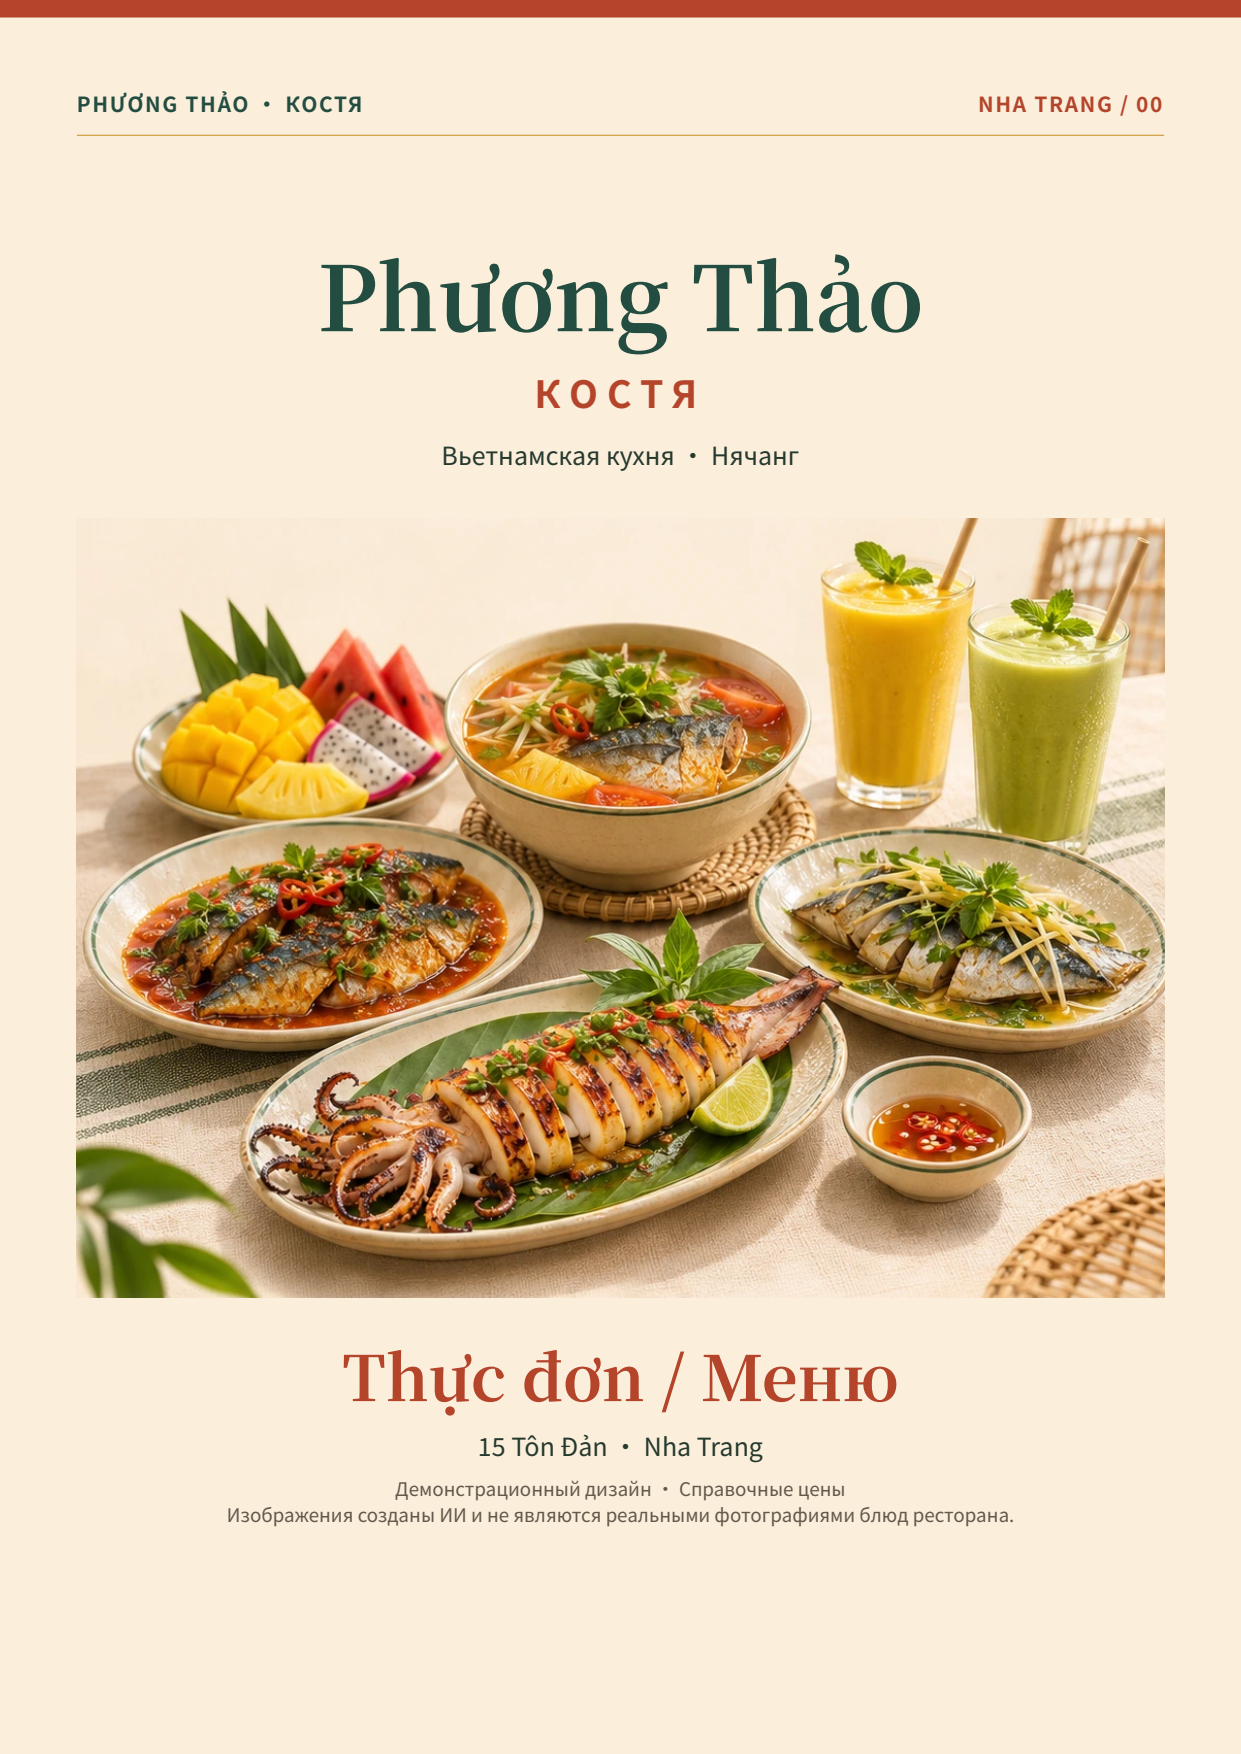 PHƯƠNG THẢO • КОСТЯ
NHA TRANG / 00
Phương Thảo
КОСТЯ
Вьетнамская кухня • Нячанг
Thực đơn / Меню
15 Tôn Đản • Nha Trang
Демонстрационный дизайн • Справочные цены
Изображения созданы ИИ и не являются реальными фотографиями блюд ресторана.